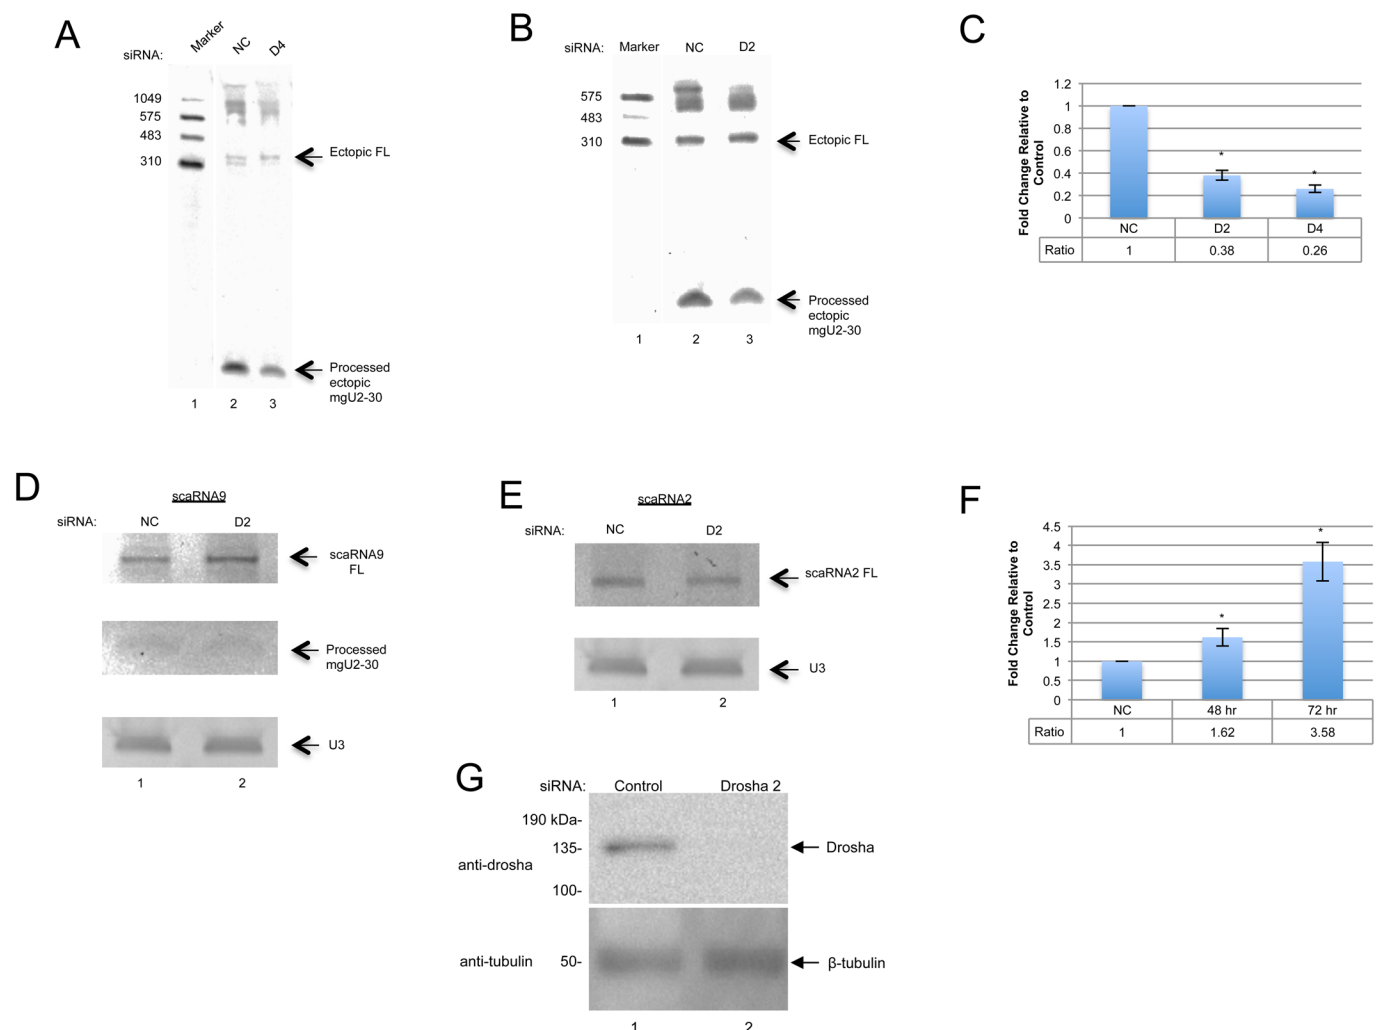 A
siRNA:
Marker
NC
D4
1049
575
483
310
Ectopic FL
Processed
ectopic
mgU2-30
1
2
3
B
siRNA:
Marker
NC
D2
575
483
310
Ectopic FL
Processed
ectopic
mgU2-30
1
2
3
C
Fold Change Relative to
Control
1.2
1
0.8
0.6
0.4
0.2
0
*
*
NC
D2
D4
Ratio
1
0.38
0.26
D
scaRNA9
siRNA:
NC
D2
scaRNA9
FL
Processed
mgU2-30
U3
1
2
E
scaRNA2
siRNA:
NC
D2
scaRNA2 FL
U3
1
2
F
Fold Change Relative to
Control
4.5
4
3.5
3
2.5
2
1.5
1
0.5
0
*
*
NC
48 hr
72 hr
Ratio
1
1.62
3.58
G
siRNA:
Control
Drosha 2
190 kDa-
135-
100-
anti-drosha
Drosha
anti-tubulin
50-
β-tubulin
1
2